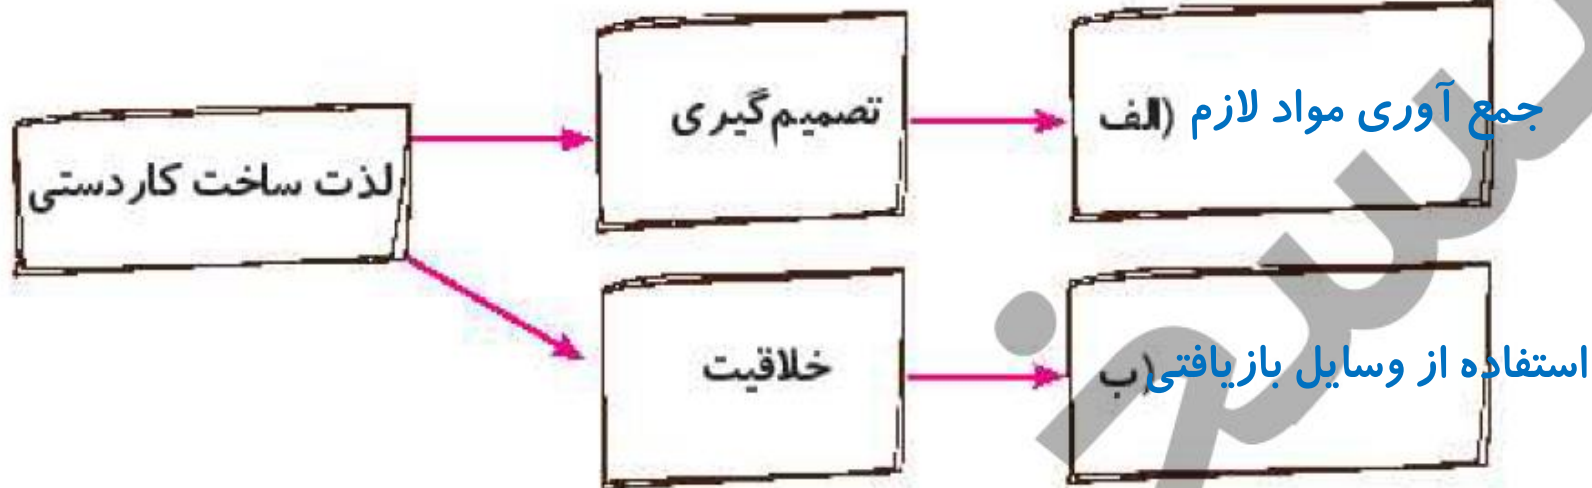 لذت ساخت کاردستی
تصمیم‌گیری
الف) جمع آوری مواد لازم
خلاقیت
ب) استفاده از وسایل بازیافتی